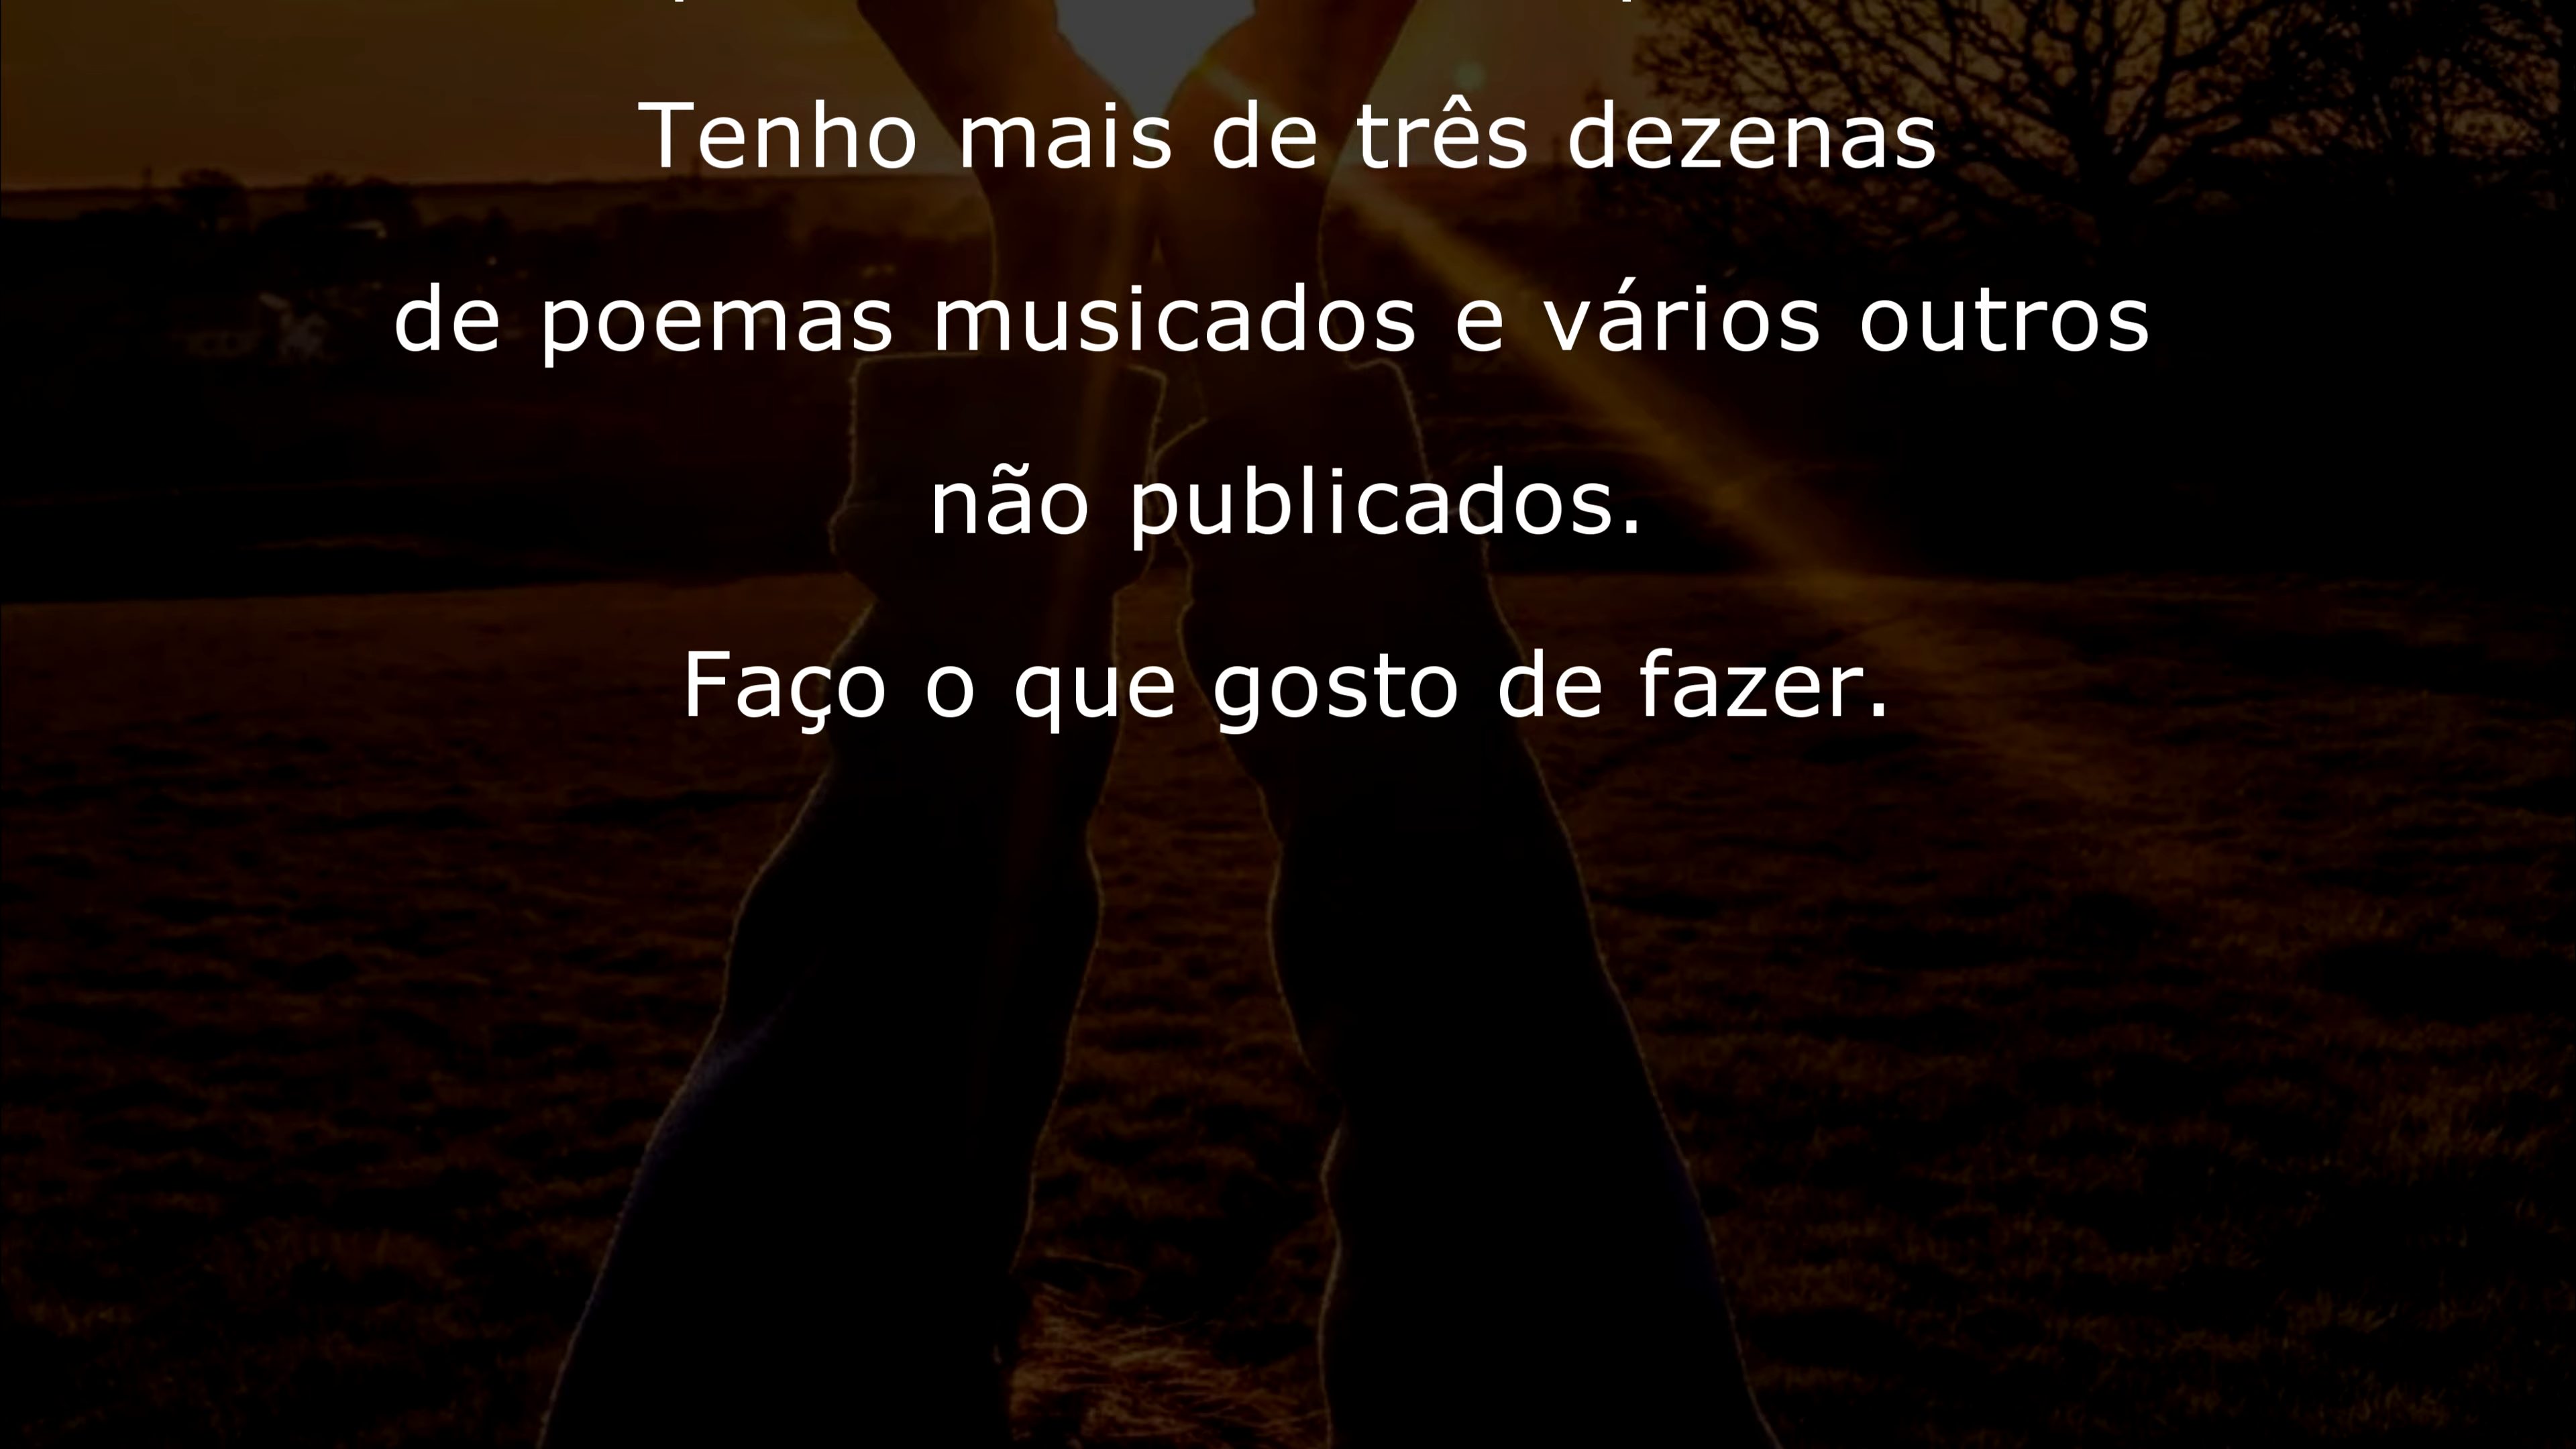 Tenho mais de três dezenas
de poemas musicados e vários outros
não publicados.
Faço o que gosto de fazer.